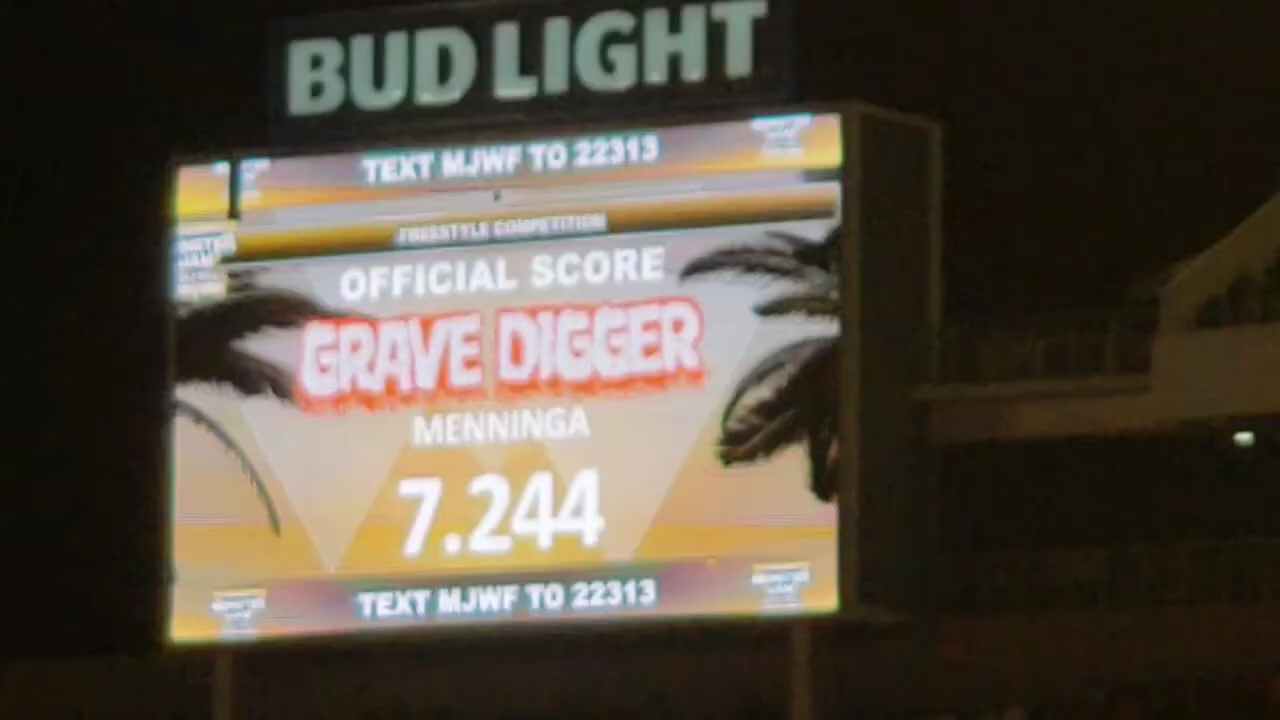 BUD LIGHT
TEXT MJWF TO 22313
FREESTYLE COMPETITION
OFFICIAL SCORE
GRAVE DIGGER
MENNINGA
7.244
TEXT MJWF TO 22313